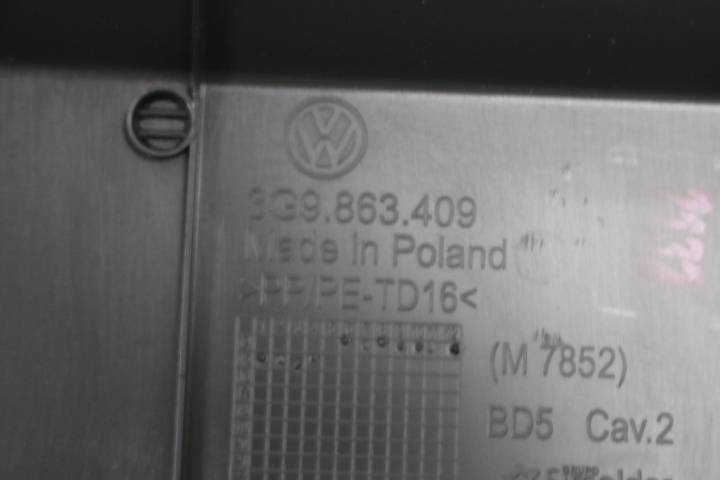 3G9.863.409
Made in Poland
>PP/PE-TD16<
(M 7852)
BD5 Cav.2